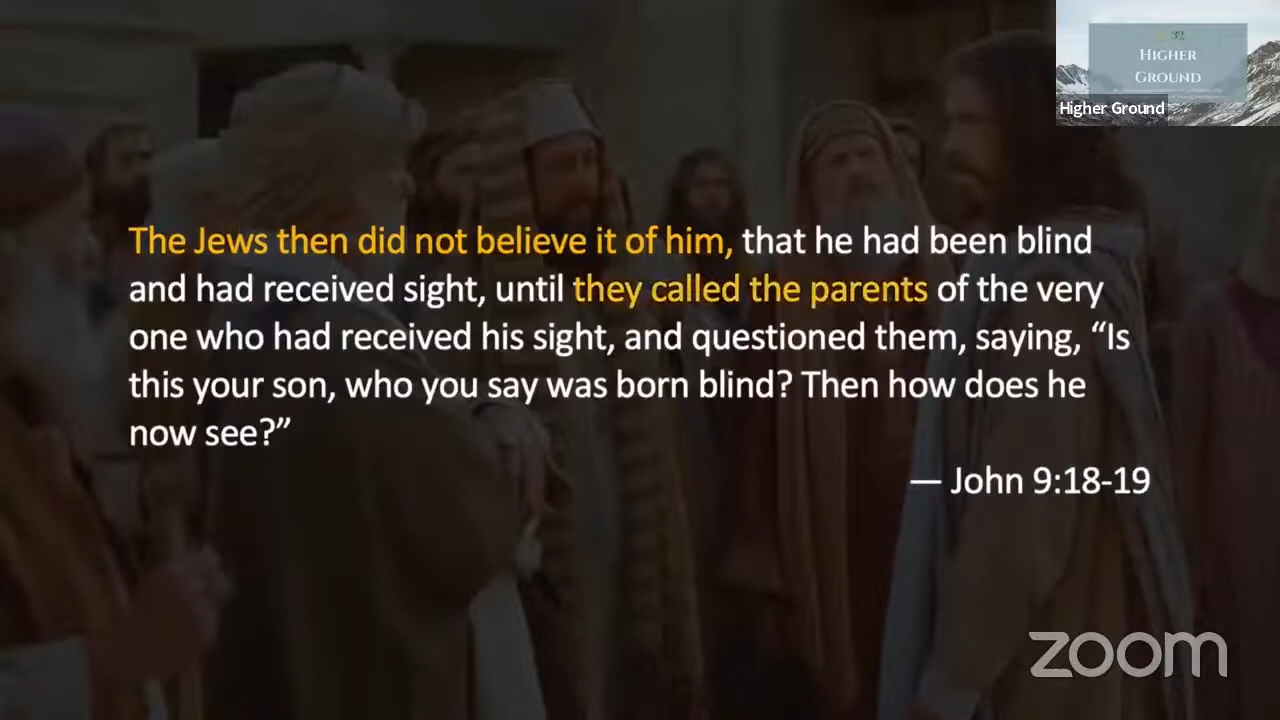 32
HIGHER
GROUND
Higher Ground
The Jews then did not believe it of him, that he had been blind
and had received sight, until they called the parents of the very
one who had received his sight, and questioned them, saying, “Is
this your son, who you say was born blind? Then how does he
now see?”
— John 9:18-19
zoom